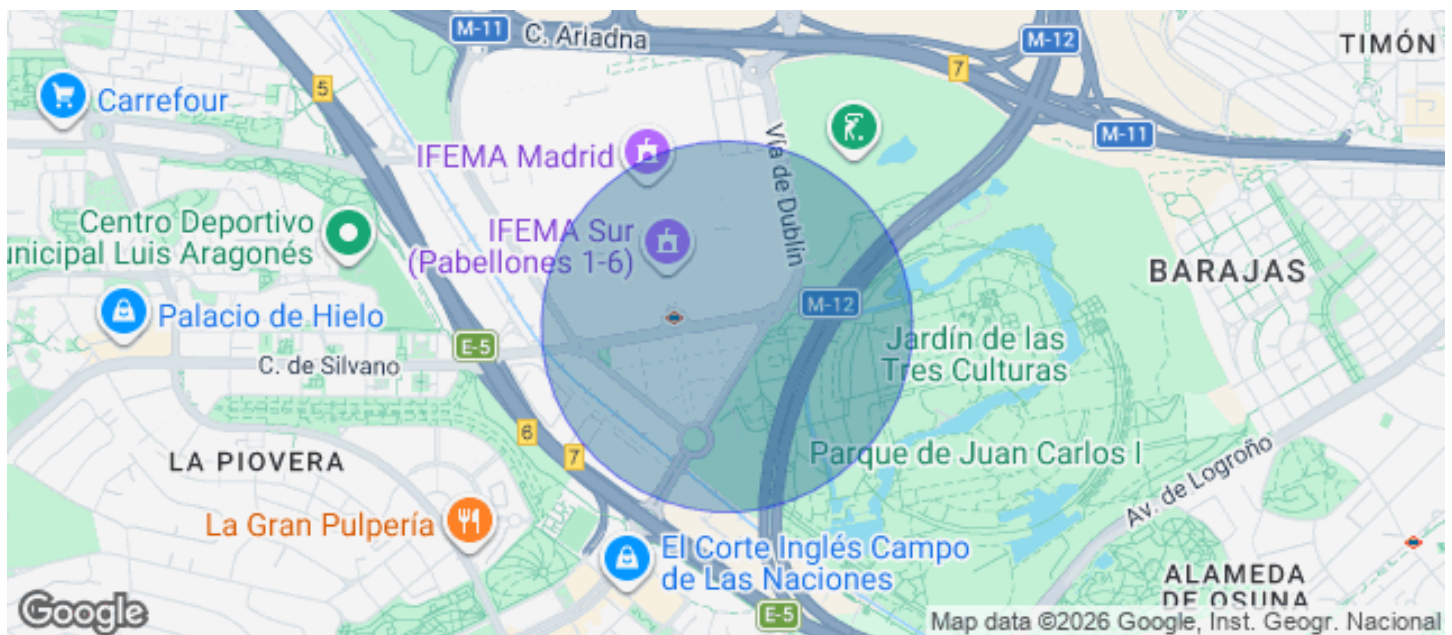 M-11
C. Ariadna
M-12
TIMÓN
7
5
Carrefour
Vía de Dublín
M-11
IFEMA Madrid
Centro Deportivo
unicipal Luis Aragonés
IFEMA Sur
(Pabellones 1-6)
BARAJAS
M-12
Palacio de Hielo
E-5
C. de Silvano
Jardín de las
Tres Culturas
6
7
LA PIOVERA
Parque de Juan Carlos I
Av. de Logroño
La Gran Pulpería
El Corte Inglés Campo
de Las Naciones
ALAMEDA
DE OSUNA
Google
E-5
Map data ©2026 Google, Inst. Geogr. Nacional